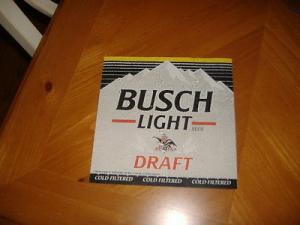 BUSCH
LIGHT
BEER
DRAFT
COLD FILTERED COLD FILTERED COLD FILTERED